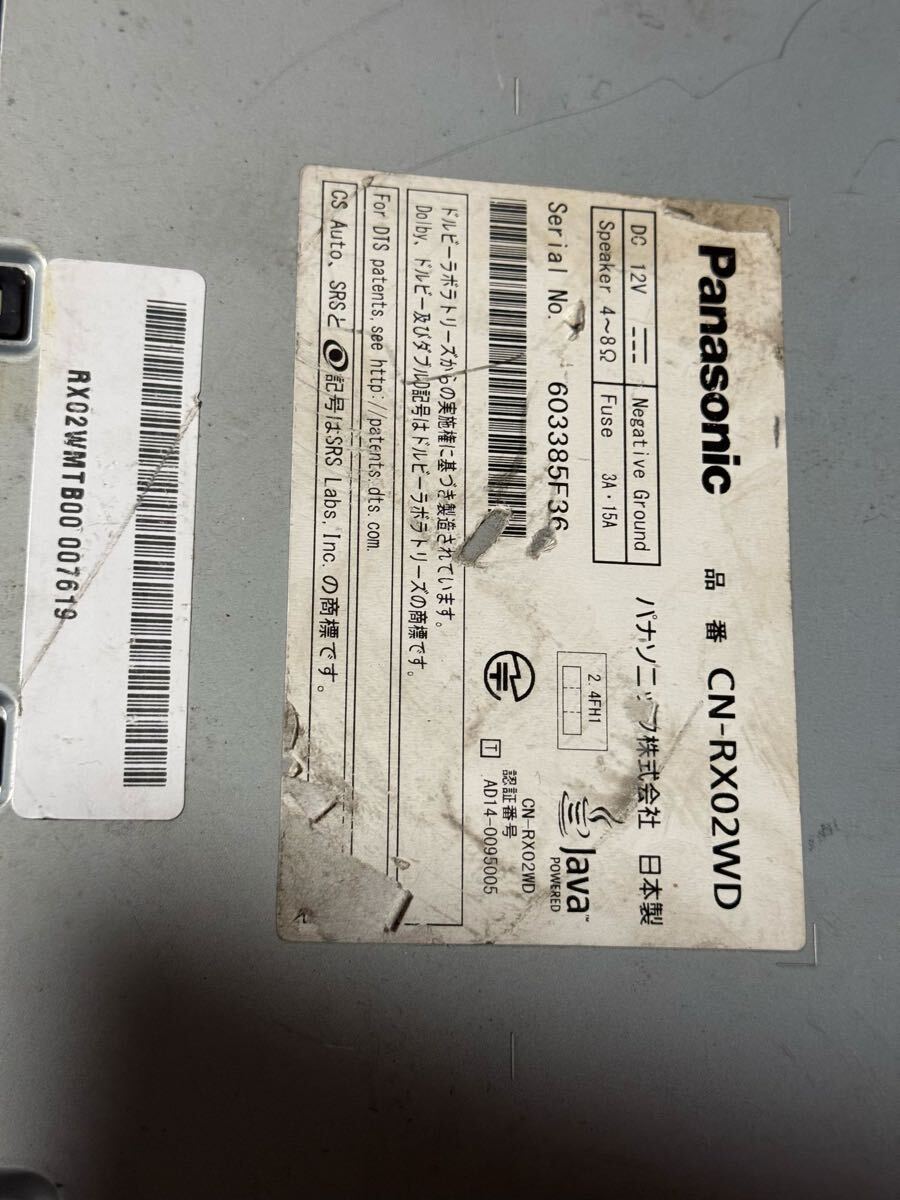 Panasonic 品番 CN-RX02WD
DC 12V Negative Ground
Speaker 4~8Ω Fuse 3A・15A
パナソニック株式会社 日本製
Serial No. 603385F36
2.4FH1
Java™
POWERED
CN-RX02WD
T 認証番号
AD14-0095005
ドルビーラボラトリーズからの実施権に基づき製造されています。
Dolby、ドルビー及びダブルD記号はドルビーラボラトリーズの商標です。
For DTS patents, see http://patents.dts.com.
CS Auto、SRSと記号はSRS Labs, Inc.の商標です。
RX02WMTB00 007619